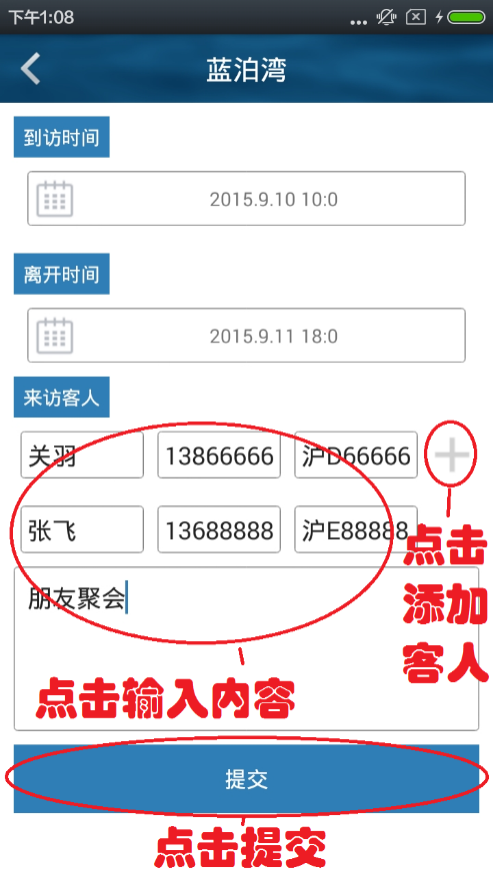 下午1:08
蓝泊湾
到访时间
2015.9.10 10:0
离开时间
2015.9.11 18:0
来访客人
关羽 13866666 沪D66666
张飞 13688888 沪E88888
点击
添加
客人
朋友聚会
点击输入内容
提交
点击提交